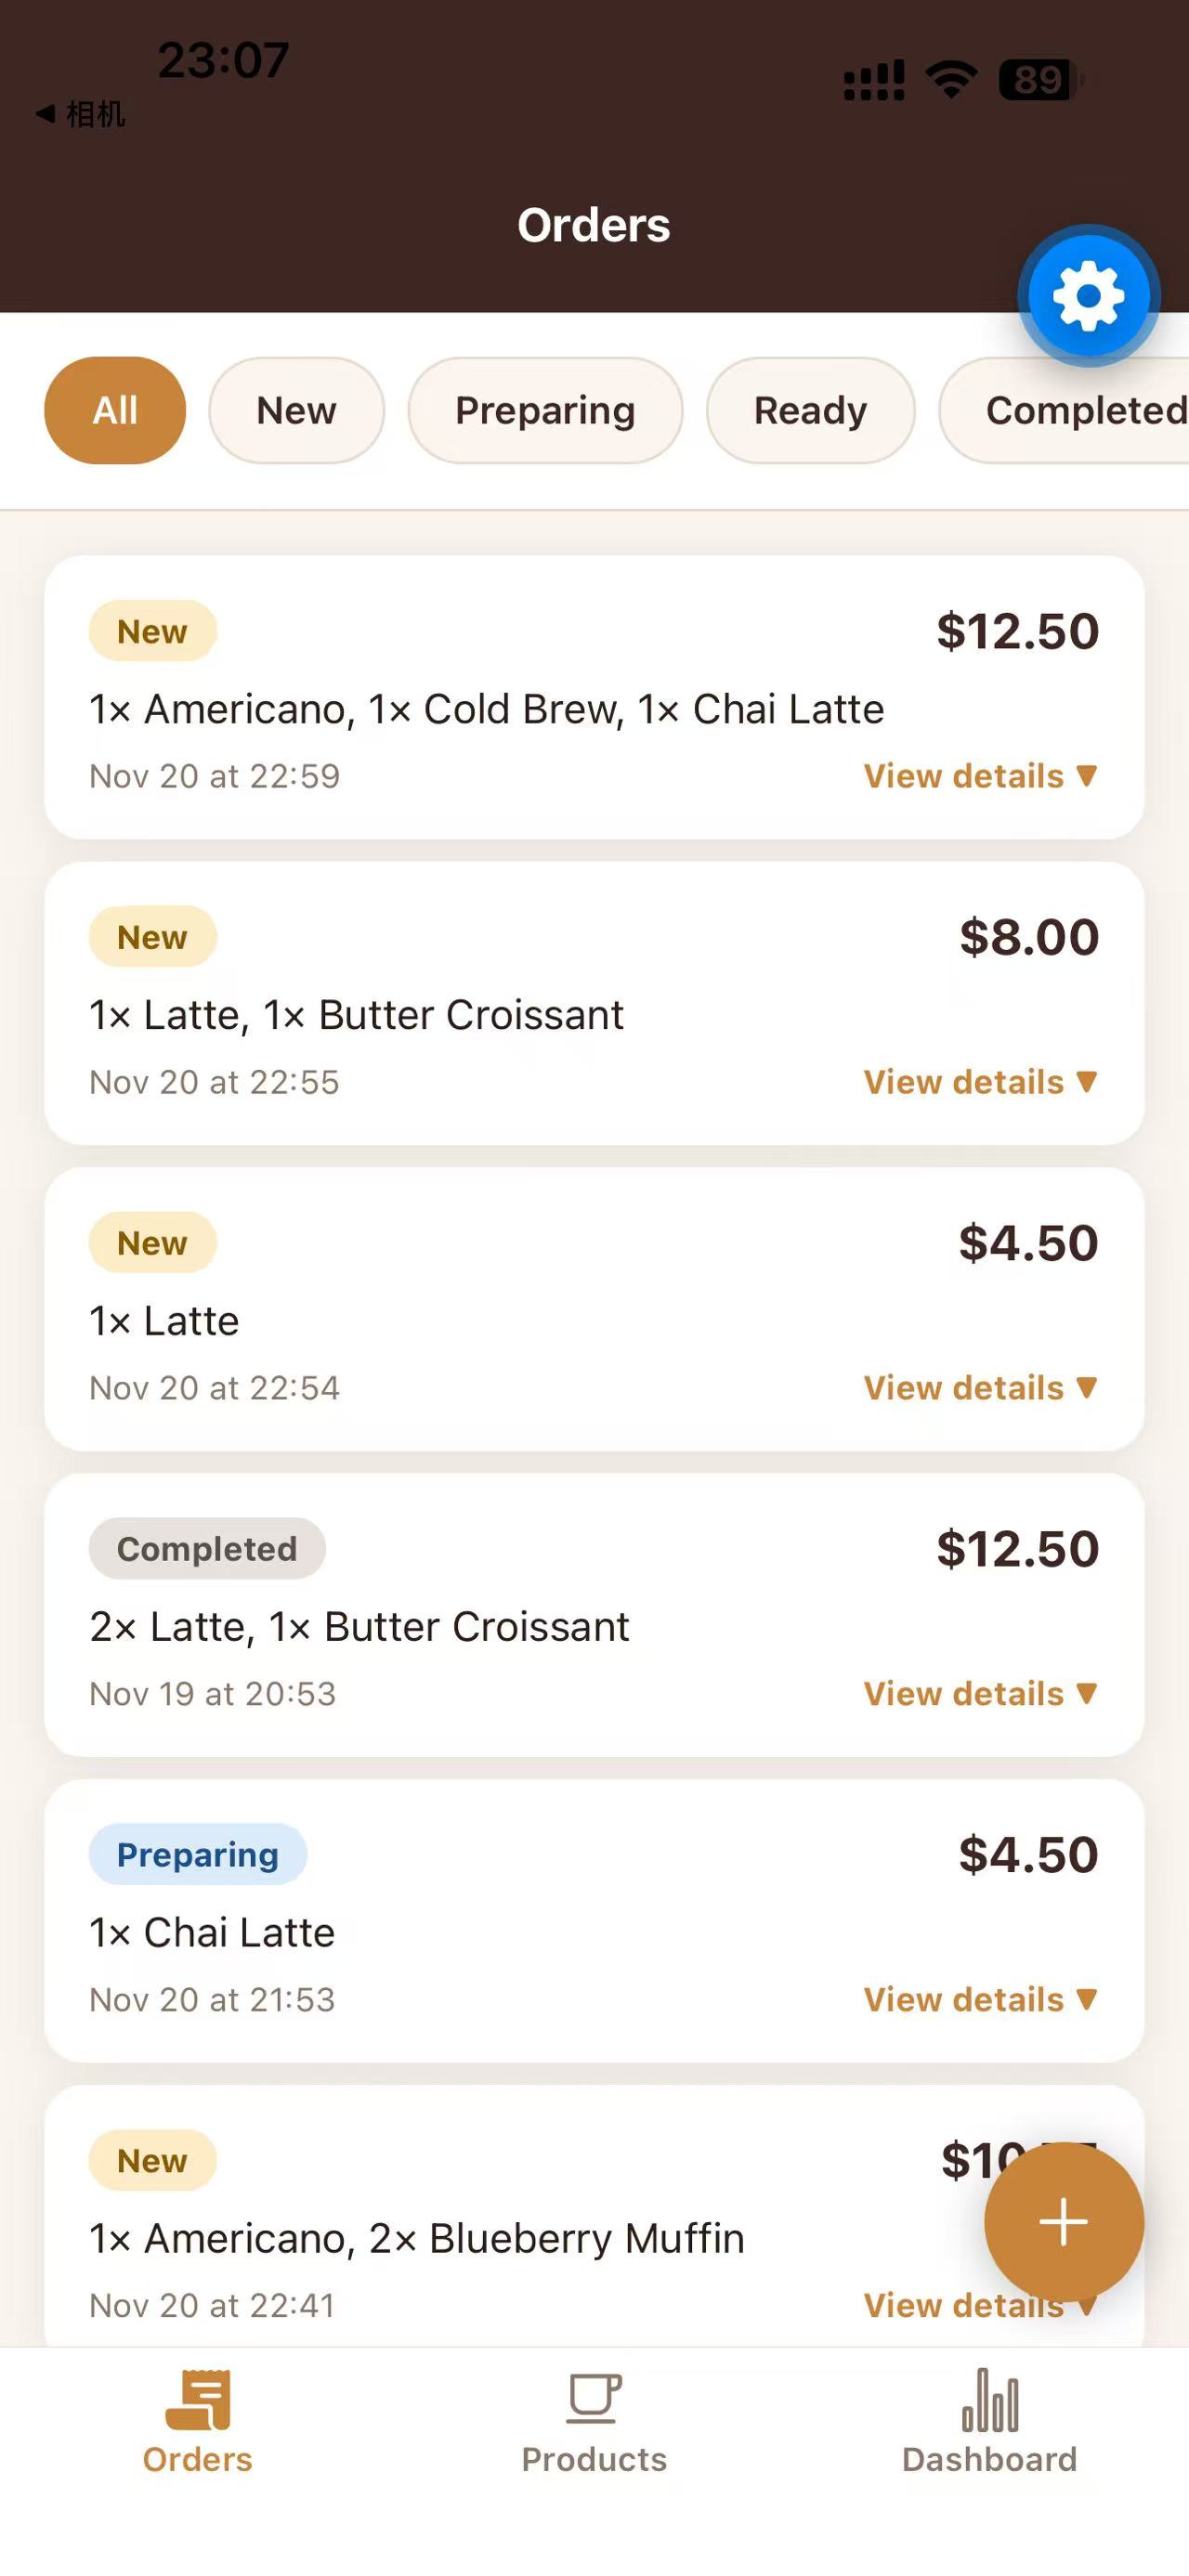 23:07
89
◀ 相机
Orders
All New Preparing Ready Completed
New $12.50
1× Americano, 1× Cold Brew, 1× Chai Latte
Nov 20 at 22:59 View details ▼
New $8.00
1× Latte, 1× Butter Croissant
Nov 20 at 22:55 View details ▼
New $4.50
1× Latte
Nov 20 at 22:54 View details ▼
Completed $12.50
2× Latte, 1× Butter Croissant
Nov 19 at 20:53 View details ▼
Preparing $4.50
1× Chai Latte
Nov 20 at 21:53 View details ▼
New
1× Americano, 2× Blueberry Muffin
Nov 20 at 22:41 View details ▼
Orders Products Dashboard